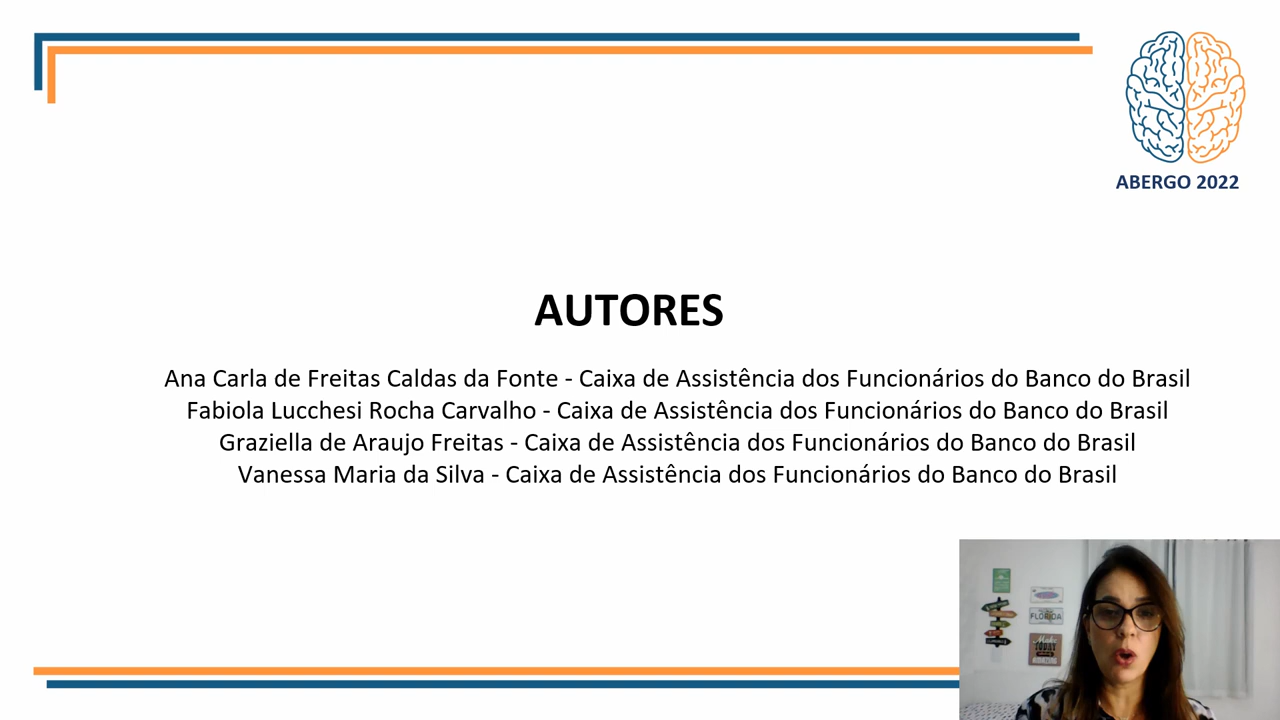 ABERGO 2022
AUTORES
Ana Carla de Freitas Caldas da Fonte - Caixa de Assistência dos Funcionários do Banco do Brasil
Fabiola Lucchesi Rocha Carvalho - Caixa de Assistência dos Funcionários do Banco do Brasil
Graziella de Araujo Freitas - Caixa de Assistência dos Funcionários do Banco do Brasil
Vanessa Maria da Silva - Caixa de Assistência dos Funcionários do Banco do Brasil
FLORIDA
Make
TODAY